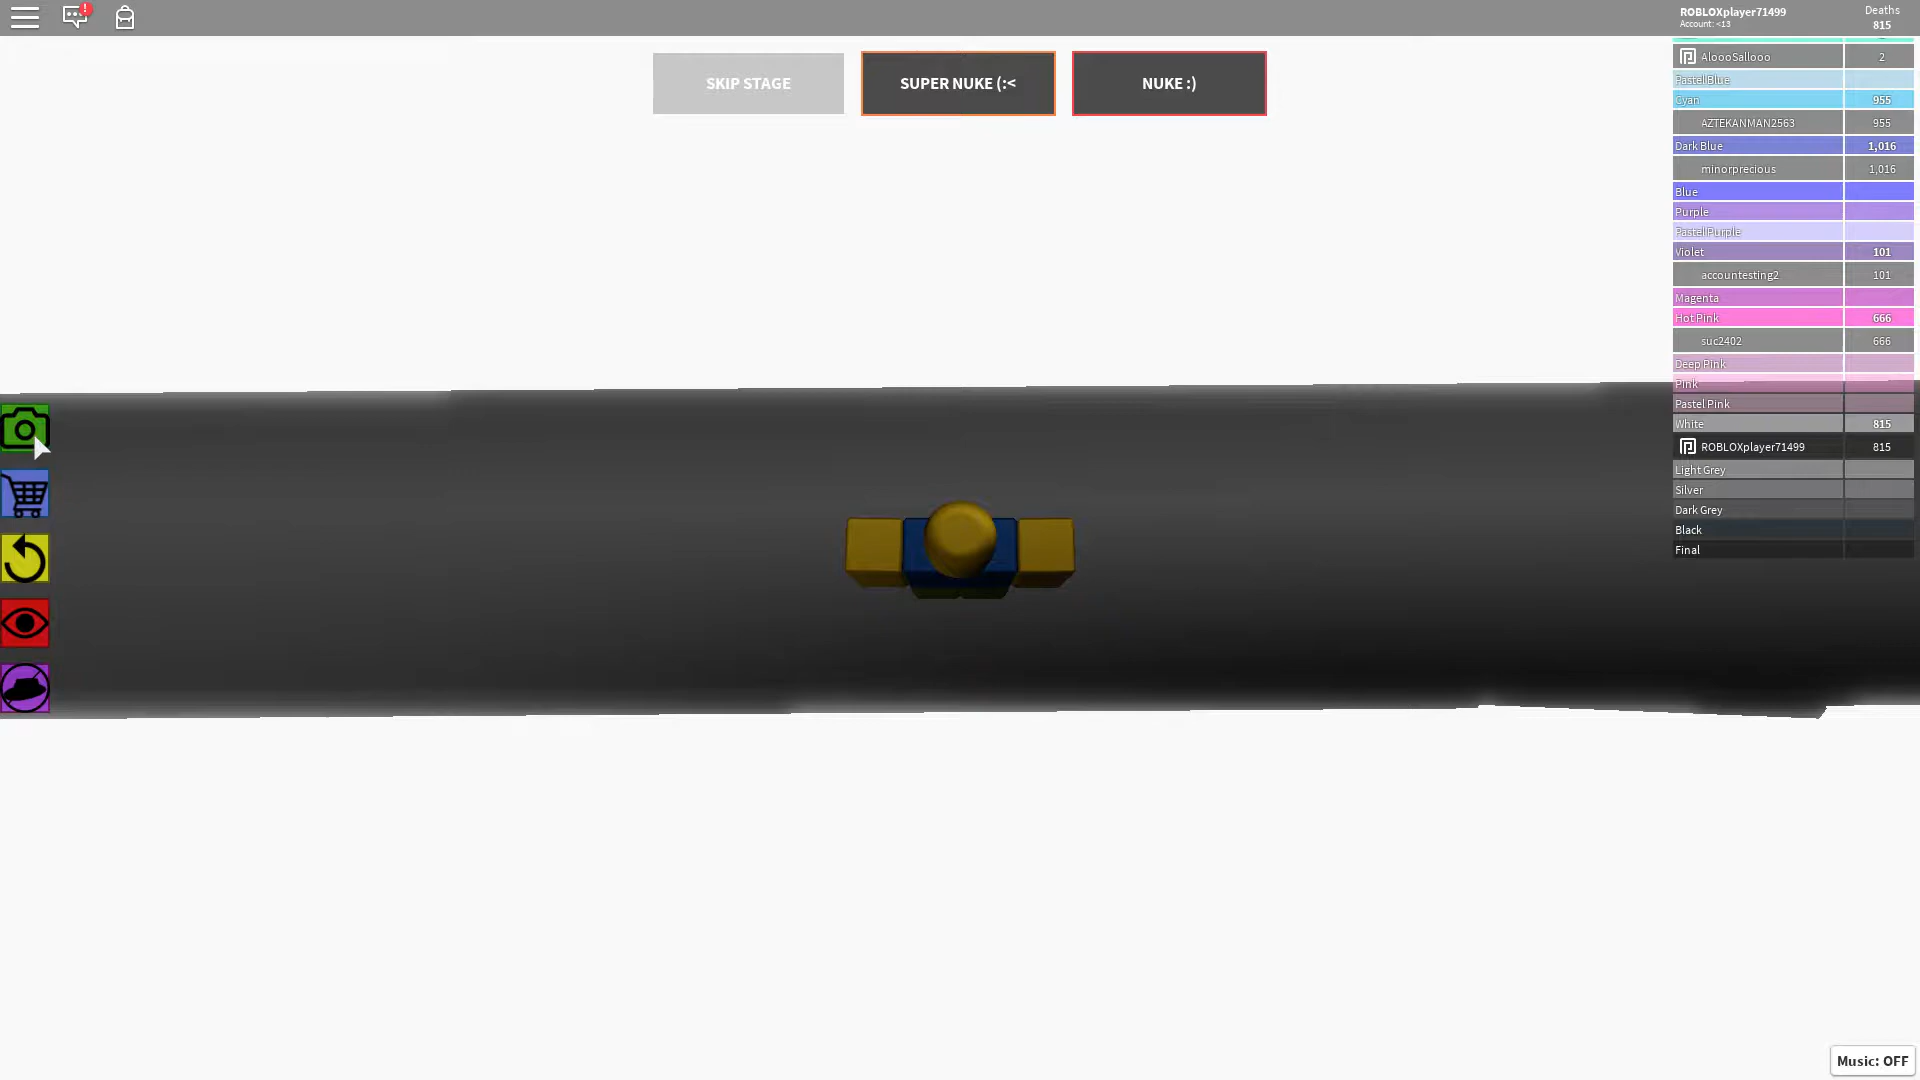 ROBLOXplayer71499
Account: <13
Deaths
815
SKIP STAGE
SUPER NUKE (:<
NUKE :)
AloooSallooo 2
Pastel Blue
Cyan 955
AZTEKANMAN2563 955
Dark Blue 1,016
minorprecious 1,016
Blue
Purple
Pastel Purple
Violet 101
accountesting2 101
Magenta
Hot Pink 666
suc2402 666
Deep Pink
Pink
Pastel Pink
White 815
ROBLOXplayer71499 815
Light Grey
Silver
Dark Grey
Black
Final
Music: OFF